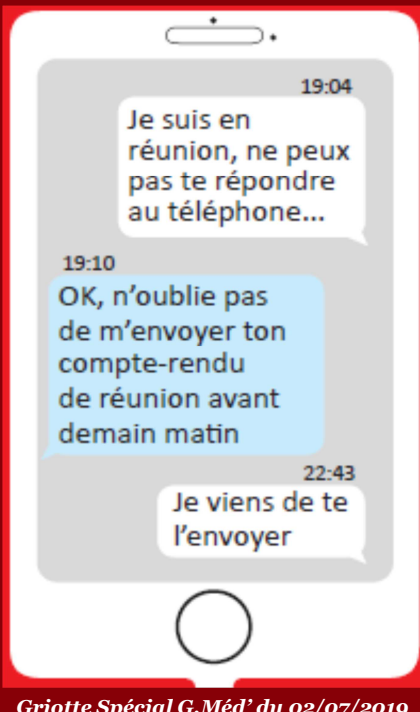 19:04
Je suis en
réunion, ne peux
pas te répondre
au téléphone...
19:10
OK, n'oublie pas
de m'envoyer ton
compte-rendu
de réunion avant
demain matin
22:43
Je viens de te
l'envoyer
Griotte Spécial G.Méd' du 02/07/2019